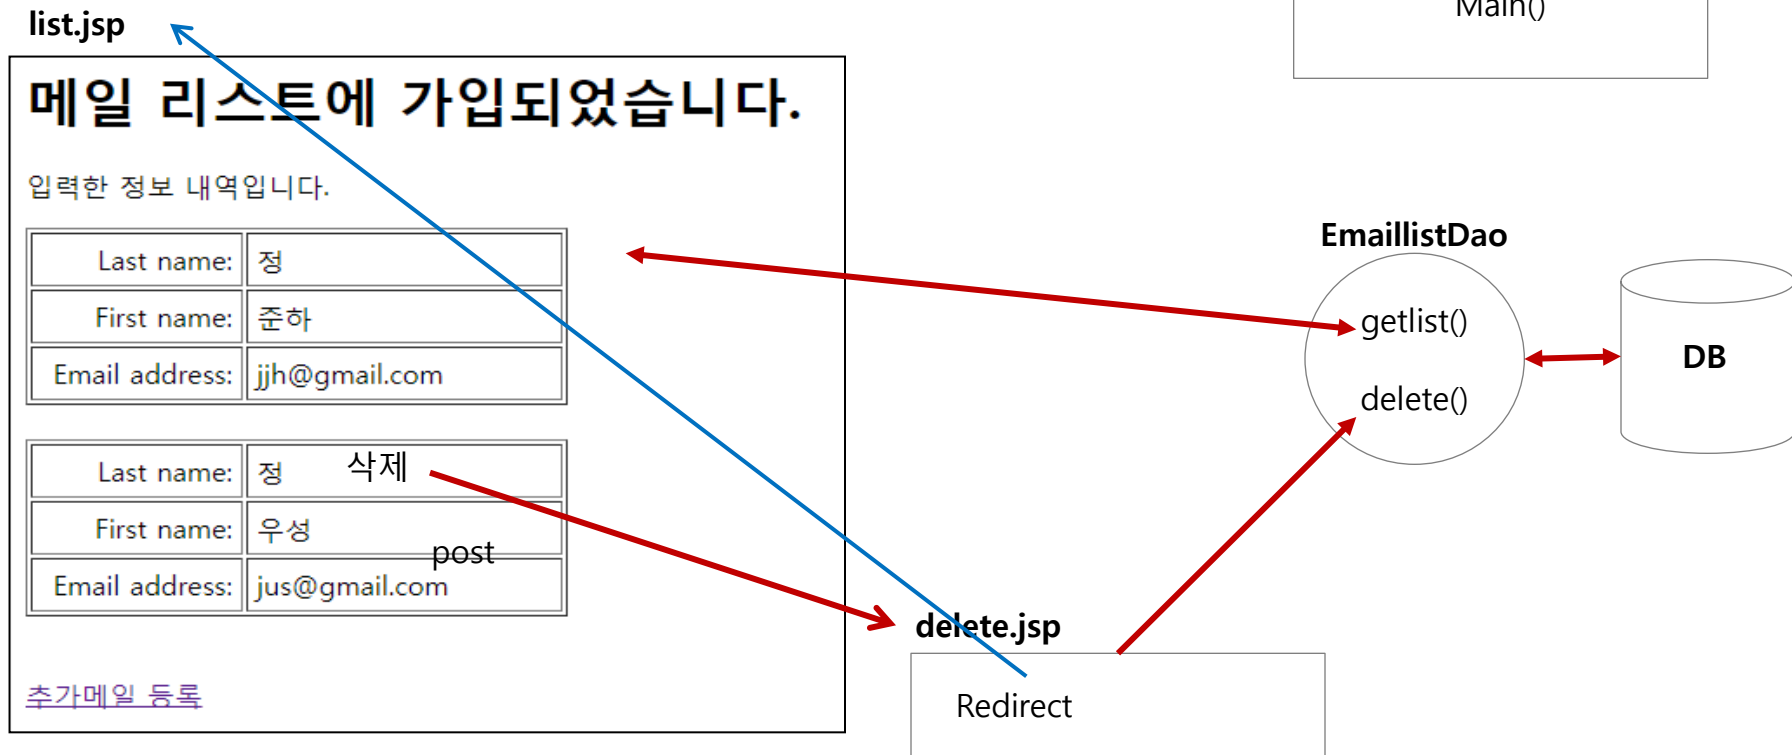 list.jsp
메일 리스트에 가입되었습니다.
입력한 정보 내역입니다.
Last name: 정
First name: 준하
Email address: jjh@gmail.com
Last name: 정 삭제
First name: 우성
post
Email address: jus@gmail.com
추가메일 등록
Main()
EmaillistDao
getlist()
delete()
DB
delete.jsp
Redirect